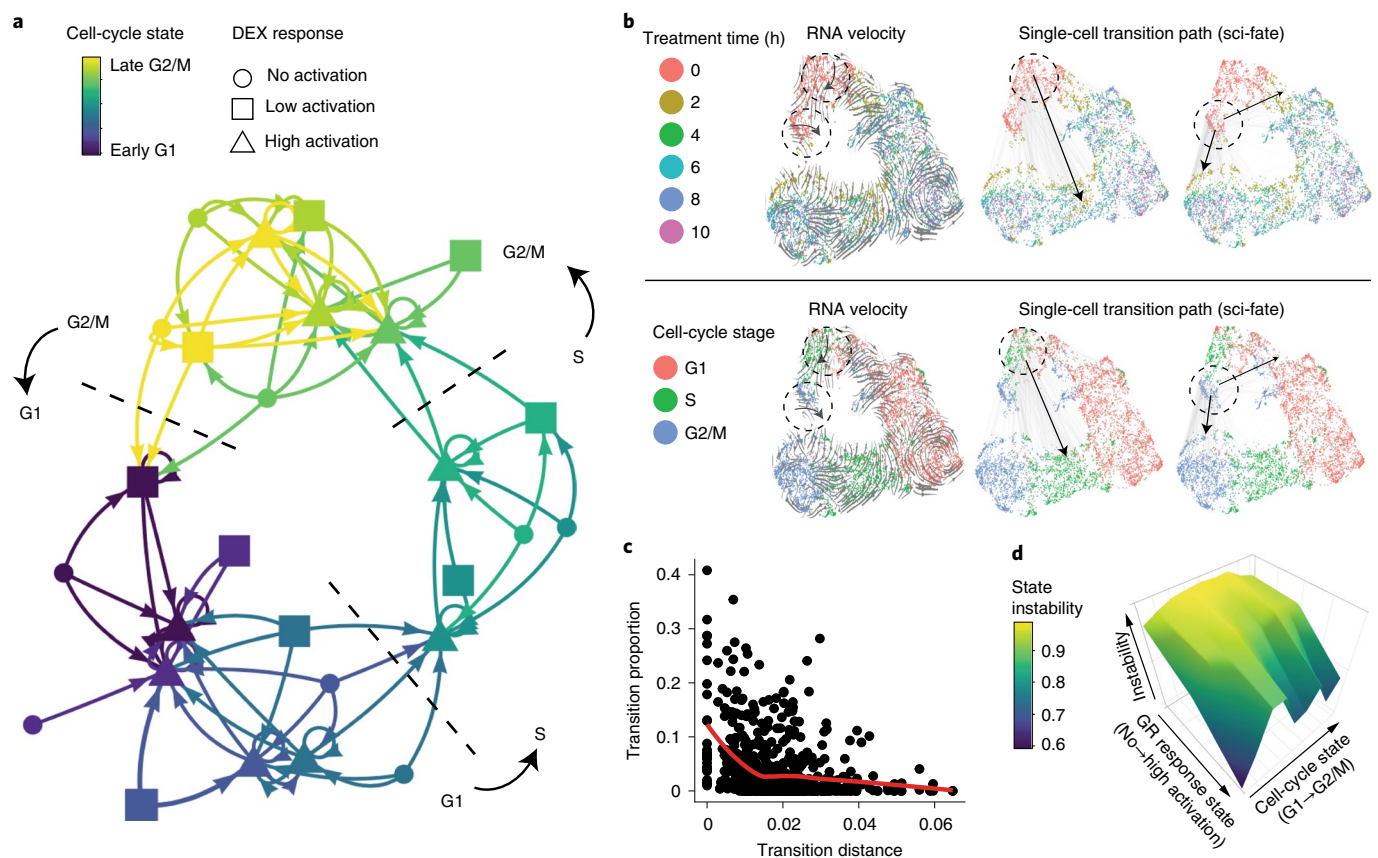 a
Cell-cycle state
Late G2/M
Early G1
DEX response
No activation
Low activation
High activation
G2/M
S
G2/M
G1
S
G1
b
Treatment time (h)
0
2
4
6
8
10
RNA velocity
Single-cell transition path (sci-fate)
Cell-cycle stage
G1
S
G2/M
RNA velocity
Single-cell transition path (sci-fate)
c
Transition proportion
0.4
0.3
0.2
0.1
0
0
0.02
0.04
0.06
Transition distance
d
State
instability
0.9
0.8
0.7
0.6
Instability
GR response state
(No→high activation)
Cell-cycle state
(G1→G2/M)